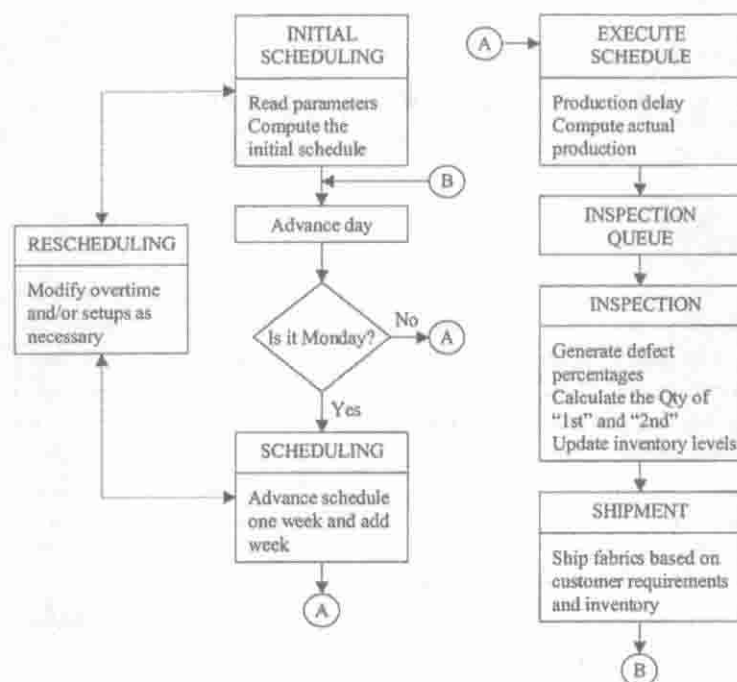 INITIAL
SCHEDULING
Read parameters
Compute the
initial schedule
B
Advance day
RESCHEDULING
Modify overtime
and/or setups as
necessary
Is it Monday?
No
A
Yes
SCHEDULING
Advance schedule
one week and add
week
A
A
EXECUTE
SCHEDULE
Production delay
Compute actual
production
INSPECTION
QUEUE
INSPECTION
Generate defect
percentages
Calculate the Qty of
“1st” and “2nd”
Update inventory levels
SHIPMENT
Ship fabrics based on
customer requirements
and inventory
B